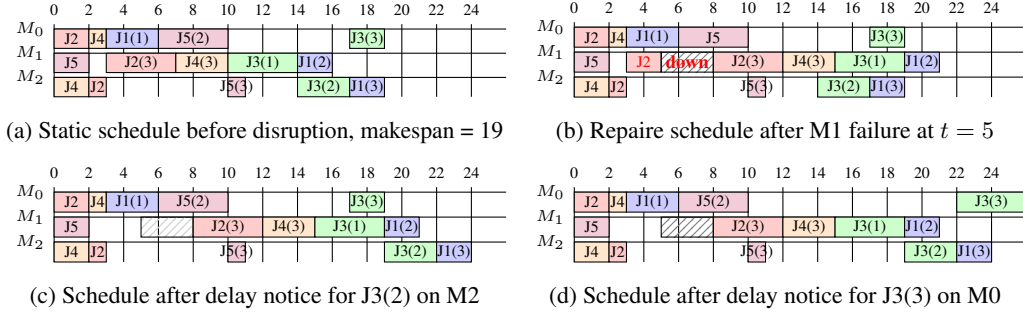 0 2 4 6 8 10 12 14 16 18 20 22 24
M0 J2 J4 J1(1) J5(2) J3(3)
M1 J5 J2(3) J4(3) J3(1) J1(2)
M2 J4 J2 J5(3) J3(2) J1(3)
(a) Static schedule before disruption, makespan = 19
0 2 4 6 8 10 12 14 16 18 20 22 24
M0 J2 J4 J1(1) J5 J3(3)
M1 J5 J2 down J2(3) J4(3) J3(1) J1(2)
M2 J4 J2 J5(3) J3(2) J1(3)
(b) Repaire schedule after M1 failure at t = 5
0 2 4 6 8 10 12 14 16 18 20 22 24
M0 J2 J4 J1(1) J5(2) J3(3)
M1 J5 J2(3) J4(3) J3(1) J1(2)
M2 J4 J2 J5(3) J3(2) J1(3)
(c) Schedule after delay notice for J3(2) on M2
0 2 4 6 8 10 12 14 16 18 20 22 24
M0 J2 J4 J1(1) J5(2) J3(3)
M1 J5 J2(3) J4(3) J3(1) J1(2)
M2 J4 J2 J5(3) J3(2) J1(3)
(d) Schedule after delay notice for J3(3) on M0